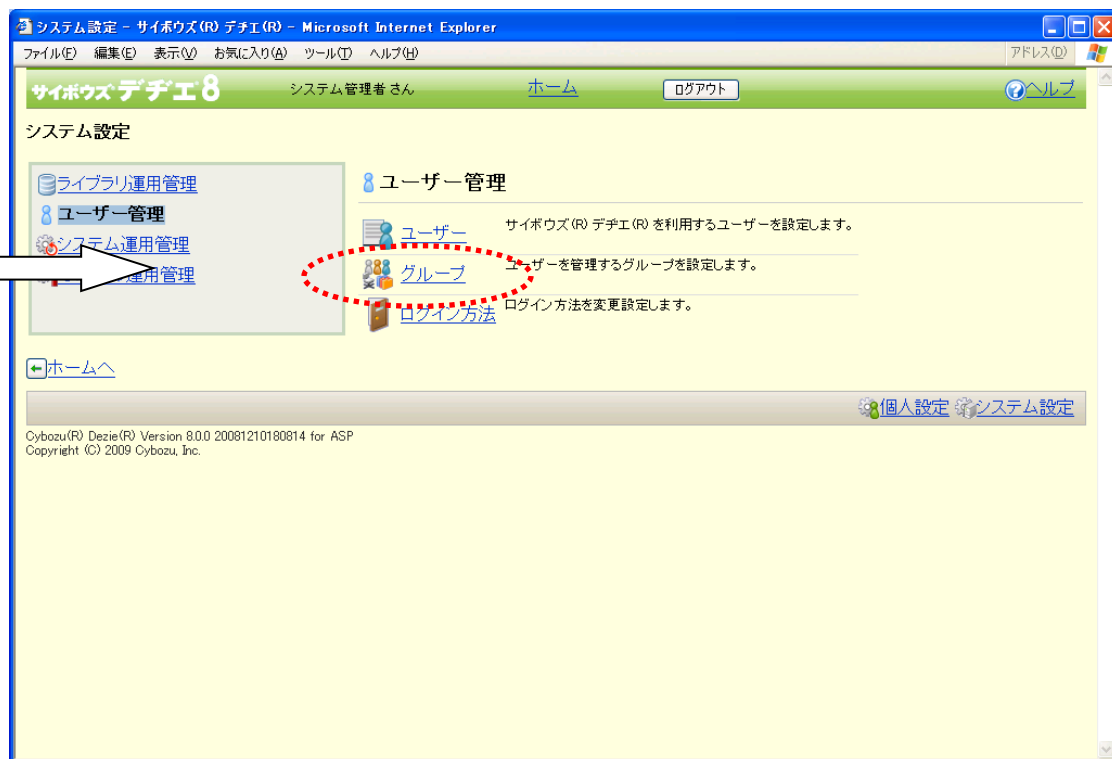 システム設定 - サイボウズ(R) デヂエ(R) - Microsoft Internet Explorer
ファイル(F) 編集(E) 表示(V) お気に入り(A) ツール(T) ヘルプ(H) アドレス(D)
サイボウズ デヂエ 8 システム管理者 さん ホーム ログアウト ヘルプ
システム設定
ライブラリ運用管理
ユーザー管理
システム運用管理
運用管理
ユーザー管理
ユーザー サイボウズ(R) デヂエ(R) を利用するユーザーを設定します。
グループ ユーザーを管理するグループを設定します。
ログイン方法 ログイン方法を変更設定します。
ホームへ
個人設定 システム設定
Cybozu(R) Dezie(R) Version 8.0.0 20081210180814 for ASP
Copyright (C) 2009 Cybozu, Inc.